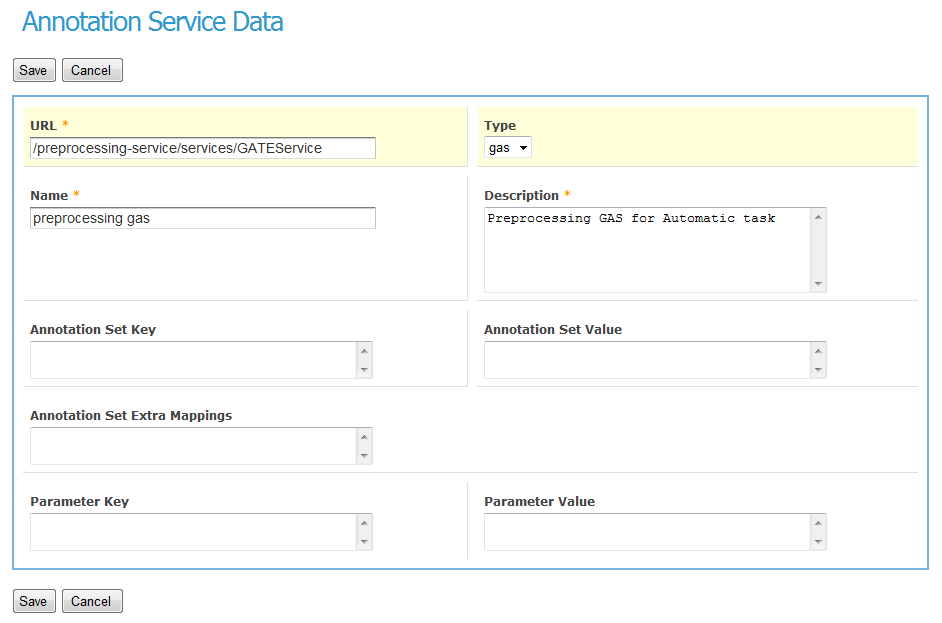 Annotation Service Data
Save Cancel
URL * Type
/preprocessing-service/services/GATEService gas
Name * Description *
preprocessing gas Preprocessing GAS for Automatic task
Annotation Set Key Annotation Set Value
Annotation Set Extra Mappings
Parameter Key Parameter Value
Save Cancel